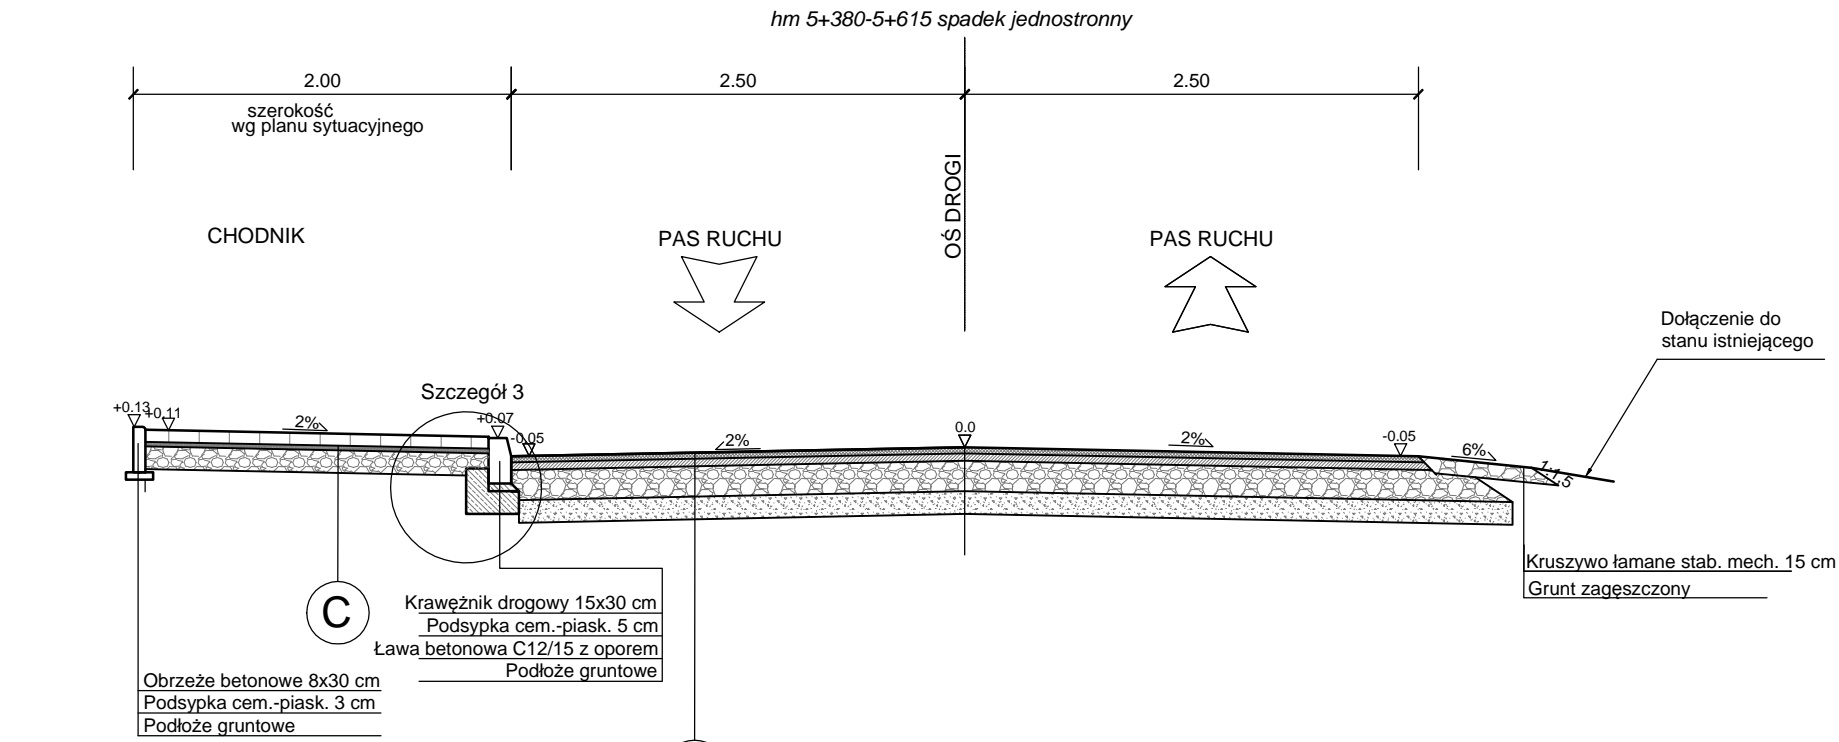 hm 5+380-5+615 spadek jednostronny
2.00
2.50
2.50
szerokość
wg planu sytuacyjnego
OŚ DROGI
CHODNIK
PAS RUCHU
PAS RUCHU
Dołączenie do
stanu istniejącego
Szczegół 3
+0.13
+0.11
2%
+0.07
-0.05
2%
0.0
2%
-0.05
6%
1:1,5
Kruszywo łamane stab. mech. 15 cm
Grunt zagęszczony
C
Krawężnik drogowy 15x30 cm
Podsypka cem.-piask. 5 cm
Ława betonowa C12/15 z oporem
Podłoże gruntowe
Obrzeże betonowe 8x30 cm
Podsypka cem.-piask. 3 cm
Podłoże gruntowe